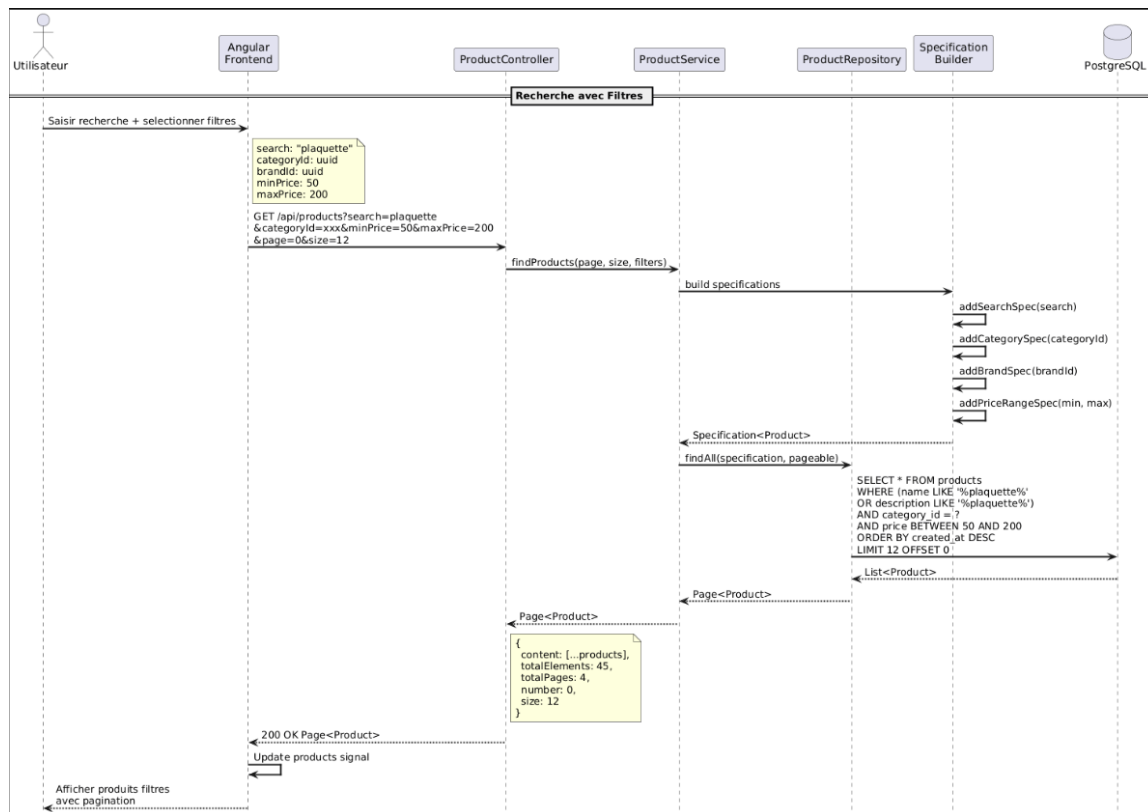 Utilisateur
Angular
Frontend
ProductController
ProductService
ProductRepository
Specification
Builder
PostgreSQL
Recherche avec Filtres
Saisir recherche + selectionner filtres
search: "plaquette"
categoryId: uuid
brandId: uuid
minPrice: 50
maxPrice: 200
GET /api/products?search=plaquette
&categoryId=xxx&minPrice=50&maxPrice=200
&page=0&size=12
findProducts(page, size, filters)
build specifications
addSearchSpec(search)
addCategorySpec(categoryId)
addBrandSpec(brandId)
addPriceRangeSpec(min, max)
Specification<Product>
findAll(specification, pageable)
SELECT * FROM products
WHERE (name LIKE '%plaquette%'
OR description LIKE '%plaquette%')
AND category_id = ?
AND price BETWEEN 50 AND 200
ORDER BY created_at DESC
LIMIT 12 OFFSET 0
List<Product>
Page<Product>
Page<Product>
{
content: [...products],
totalElements: 45,
totalPages: 4,
number: 0,
size: 12
}
200 OK Page<Product>
Update products signal
Afficher produits filtres
avec pagination